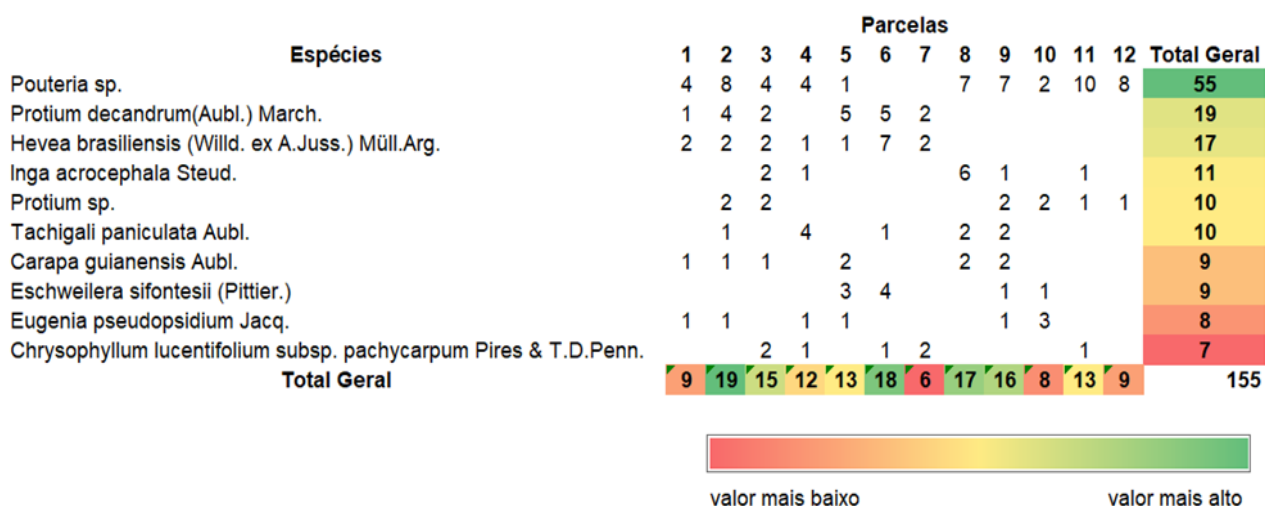 Parcelas
Espécies 1 2 3 4 5 6 7 8 9 10 11 12 Total Geral
Pouteria sp. 4 8 4 4 1 7 7 2 10 8 55
Protium decandrum(Aubl.) March. 1 4 2 5 5 2 19
Hevea brasiliensis (Willd. ex A.Juss.) Müll.Arg. 2 2 2 1 1 7 2 17
Inga acrocephala Steud. 2 1 6 1 1 11
Protium sp. 2 2 2 2 1 1 10
Tachigali paniculata Aubl. 1 4 1 2 2 10
Carapa guianensis Aubl. 1 1 1 2 2 2 9
Eschweilera sifontesii (Pittier.) 3 4 1 1 9
Eugenia pseudopsidium Jacq. 1 1 1 1 1 3 8
Chrysophyllum lucentifolium subsp. pachycarpum Pires & T.D.Penn. 2 1 1 2 1 7
Total Geral 9 19 15 12 13 18 6 17 16 8 13 9 155
valor mais baixo valor mais alto